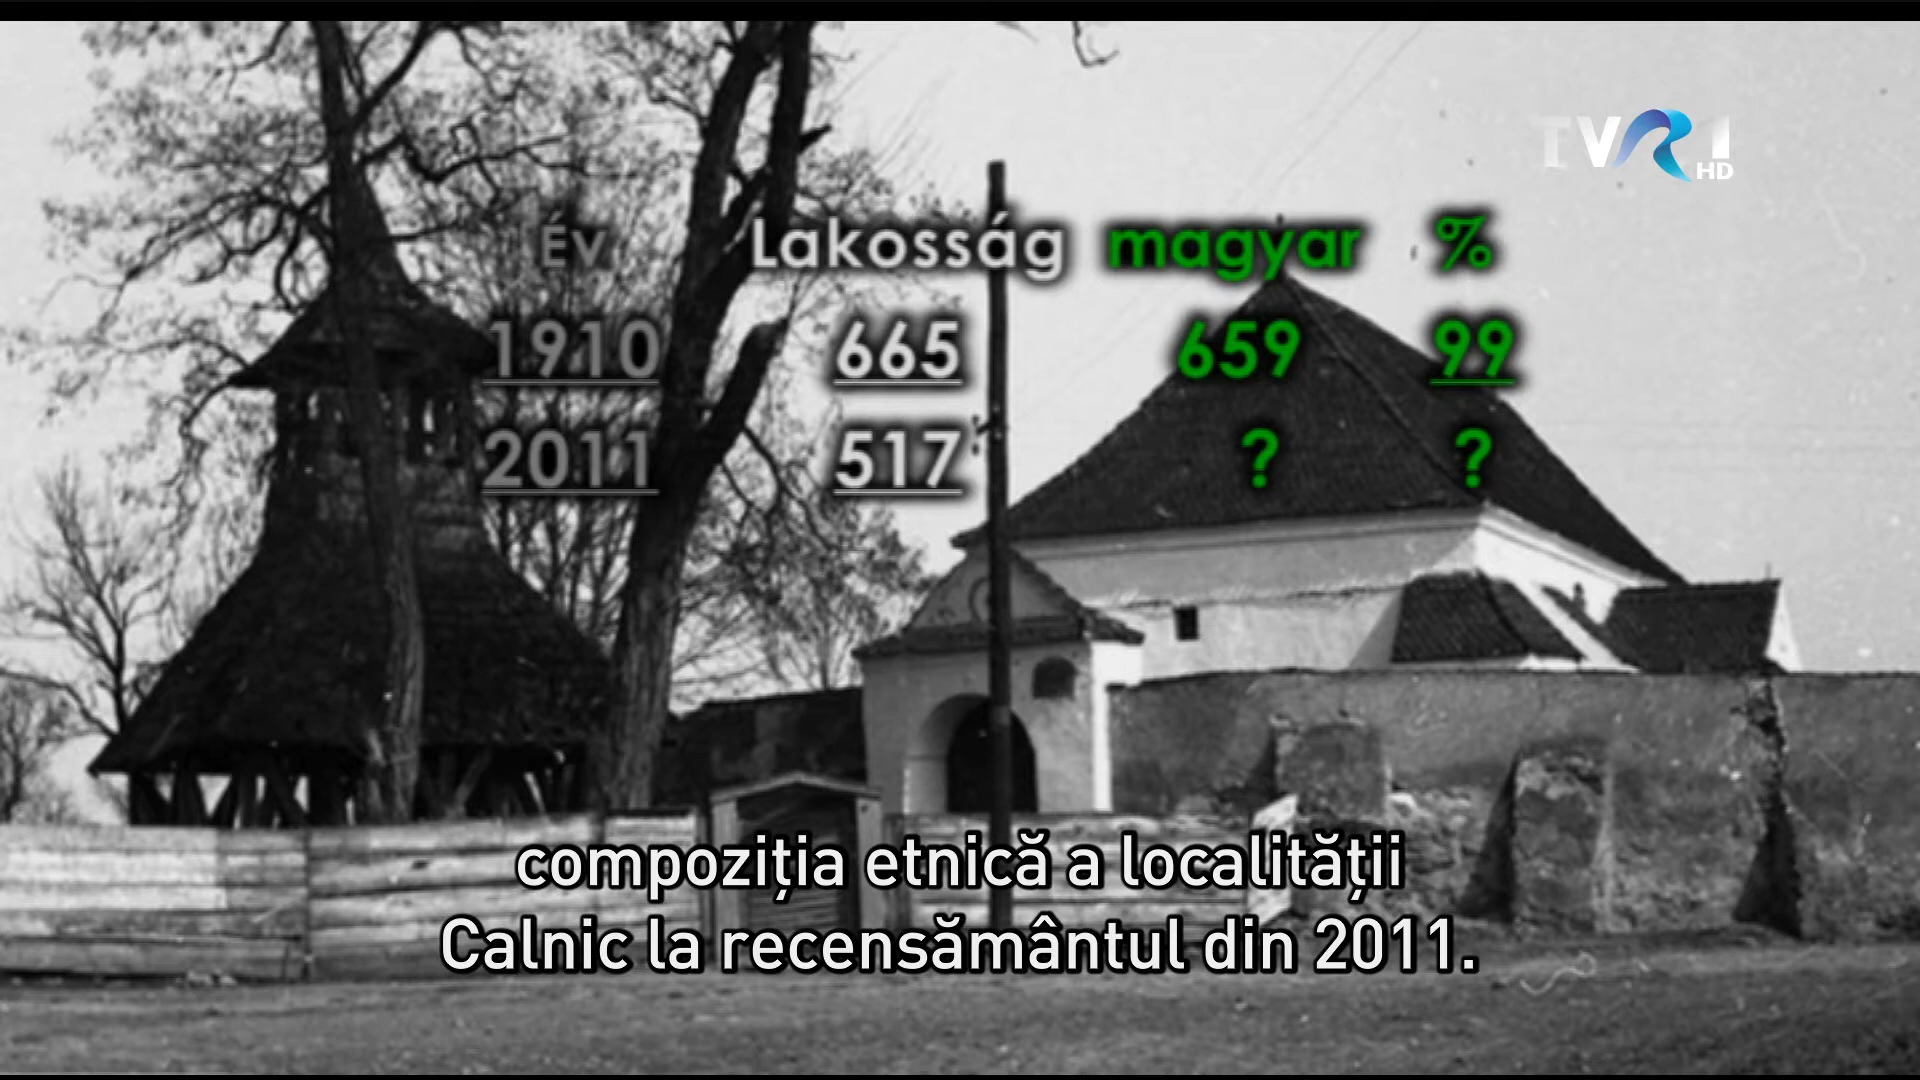 TVR1
HD
Év Lakosság magyar %
1910 665 659 99
2011 517 ? ?
compoziția etnică a localității
Calnic la recensământul din 2011.